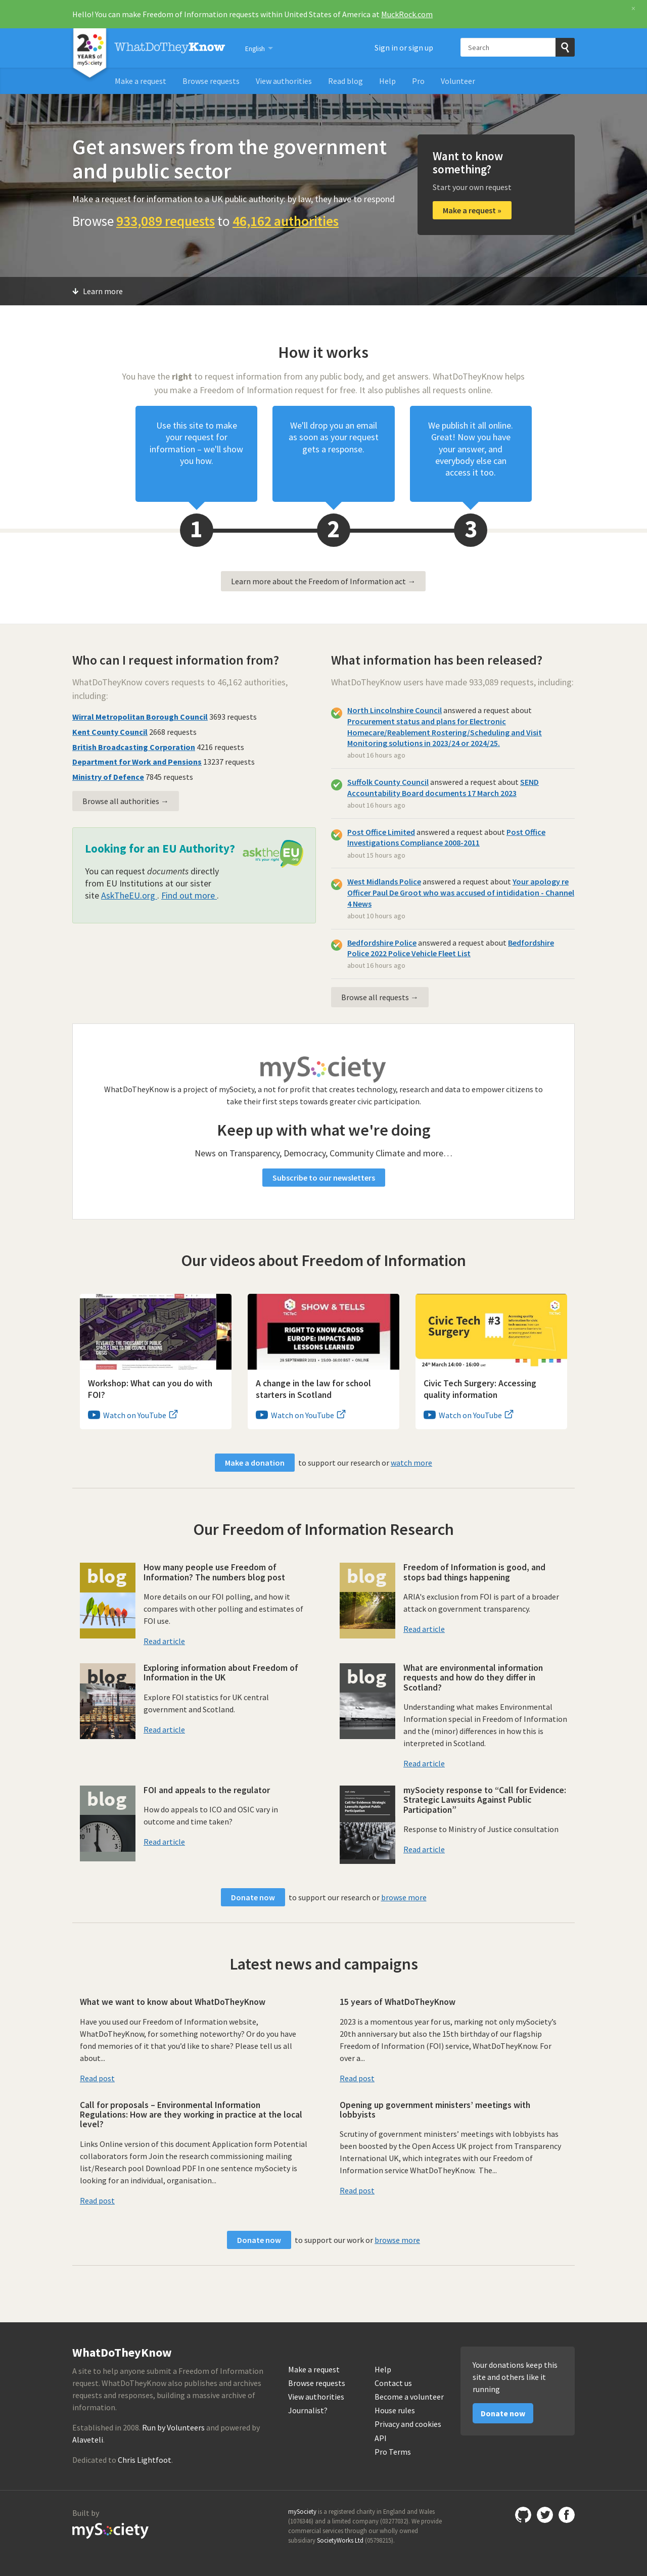 Hello! You can make Freedom of Information requests within United States of America at MuckRock.com
×
20
YEARS of
mySociety
WhatDoTheyKnow
English
Sign in or sign up
Search
Make a request
Browse requests
View authorities
Read blog
Help
Pro
Volunteer
Get answers from the government
and public sector
Make a request for information to a UK public authority: by law, they have to respond
Browse 933,089 requests to 46,162 authorities
Want to know
something?
Start your own request
Make a request »
Learn more
How it works
You have the right to request information from any public body, and get answers. WhatDoTheyKnow helps
you make a Freedom of Information request for free. It also publishes all requests online.
Use this site to make
your request for
information – we'll show
you how.
We'll drop you an email
as soon as your request
gets a response.
We publish it all online.
Great! Now you have
your answer, and
everybody else can
access it too.
1
2
3
Learn more about the Freedom of Information act →
Who can I request information from?
WhatDoTheyKnow covers requests to 46,162 authorities,
including:
Wirral Metropolitan Borough Council 3693 requests
Kent County Council 2668 requests
British Broadcasting Corporation 4216 requests
Department for Work and Pensions 13237 requests
Ministry of Defence 7845 requests
Browse all authorities →
Looking for an EU Authority?
asktheEU
it's your right
You can request documents directly
from EU Institutions at our sister
site AskTheEU.org . Find out more .
What information has been released?
WhatDoTheyKnow users have made 933,089 requests, including:
North Lincolnshire Council answered a request about
Procurement status and plans for Electronic
Homecare/Reablement Rostering/Scheduling and Visit
Monitoring solutions in 2023/24 or 2024/25.
about 16 hours ago
Suffolk County Council answered a request about SEND
Accountability Board documents 17 March 2023
about 16 hours ago
Post Office Limited answered a request about Post Office
Investigations Compliance 2008-2011
about 15 hours ago
West Midlands Police answered a request about Your apology re
Officer Paul De Groot who was accused of intididation - Channel
4 News
about 10 hours ago
Bedfordshire Police answered a request about Bedfordshire
Police 2022 Police Vehicle Fleet List
about 16 hours ago
Browse all requests →
mySociety
WhatDoTheyKnow is a project of mySociety, a not for profit that creates technology, research and data to empower citizens to
take their first steps towards greater civic participation.
Keep up with what we're doing
News on Transparency, Democracy, Community Climate and more…
Subscribe to our newsletters
Our videos about Freedom of Information
REVEALED: THE THOUSANDS OF PUBLIC
SPACES LOST TO THE COUNCIL FUNDING
CRISIS
Workshop: What can you do with
FOI?
Watch on YouTube
TICTeC
SHOW & TELLS
RIGHT TO KNOW ACROSS
EUROPE: IMPACTS AND
LESSONS LEARNED
A change in the law for school
starters in Scotland
Watch on YouTube
Civic Tech
Surgery
#3
TICTeC
24th March 14:00 - 16:00
Civic Tech Surgery: Accessing
quality information
Watch on YouTube
Make a donation to support our research or watch more
Our Freedom of Information Research
blog
How many people use Freedom of
Information? The numbers blog post
More details on our FOI polling, and how it
compares with other polling and estimates of
FOI use.
Read article
blog
Freedom of Information is good, and
stops bad things happening
ARIA's exclusion from FOI is part of a broader
attack on government transparency.
Read article
blog
Exploring information about Freedom of
Information in the UK
Explore FOI statistics for UK central
government and Scotland.
Read article
blog
What are environmental information
requests and how do they differ in
Scotland?
Understanding what makes Environmental
Information special in Freedom of Information
and the (minor) differences in how this is
interpreted in Scotland.
Read article
blog
FOI and appeals to the regulator
How do appeals to ICO and OSIC vary in
outcome and time taken?
Read article
Call for Evidence: Strategic
Lawsuits Against Public
Participation
mySociety response to “Call for Evidence:
Strategic Lawsuits Against Public
Participation”
Response to Ministry of Justice consultation
Read article
Donate now to support our research or browse more
Latest news and campaigns
What we want to know about WhatDoTheyKnow
Have you used our Freedom of Information website,
WhatDoTheyKnow, for something noteworthy? Or do you have
fond memories of it that you'd like to share? Please tell us all
about...
Read post
15 years of WhatDoTheyKnow
2023 is a momentous year for us, marking not only mySociety's
20th anniversary but also the 15th birthday of our flagship
Freedom of Information (FOI) service, WhatDoTheyKnow. For
over a...
Read post
Call for proposals – Environmental Information
Regulations: How are they working in practice at the local
level?
Links Online version of this document Application form Potential
collaborators form Join the research commissioning mailing
list/Research pool Download PDF In one sentence mySociety is
looking for an individual, organisation...
Read post
Opening up government ministers' meetings with
lobbyists
Scrutiny of government ministers' meetings with lobbyists has
been boosted by the Open Access UK project from Transparency
International UK, which integrates with our Freedom of
Information service WhatDoTheyKnow. The...
Read post
Donate now to support our work or browse more
WhatDoTheyKnow
A site to help anyone submit a Freedom of Information
request. WhatDoTheyKnow also publishes and archives
requests and responses, building a massive archive of
information.
Established in 2008. Run by Volunteers and powered by
Alaveteli.
Dedicated to Chris Lightfoot.
Make a request
Browse requests
View authorities
Journalist?
Help
Contact us
Become a volunteer
House rules
Privacy and cookies
API
Pro Terms
Your donations keep this
site and others like it
running
Donate now
Built by
mySociety
mySociety is a registered charity in England and Wales
(1076346) and a limited company (03277032). We provide
commercial services through our wholly owned
subsidiary SocietyWorks Ltd (05798215).